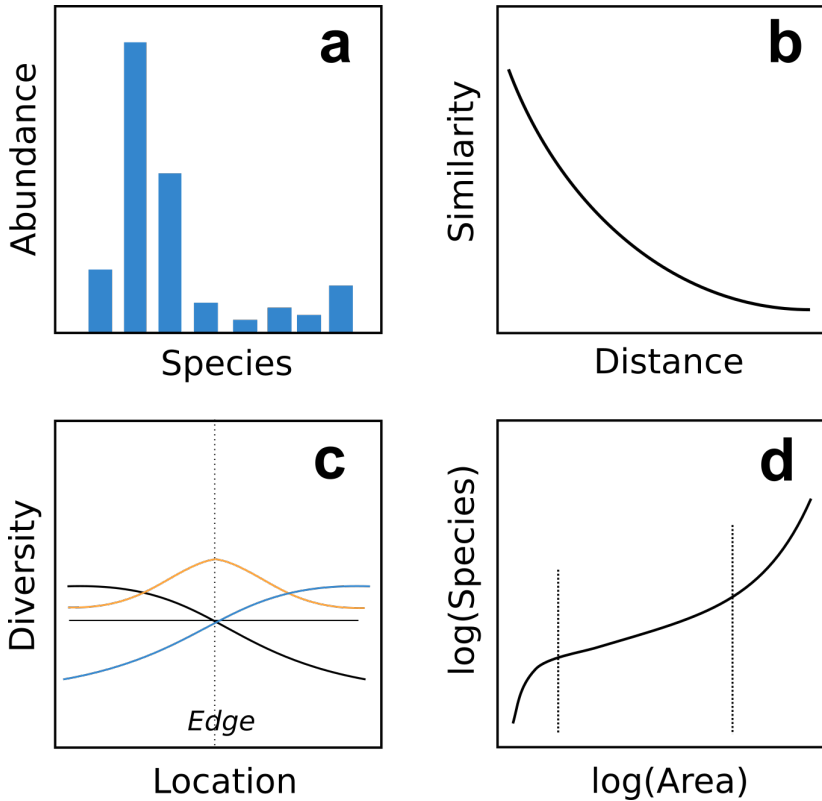 a
Abundance
Species
b
Similarity
Distance
c
Diversity
Edge
Location
d
log(Species)
log(Area)